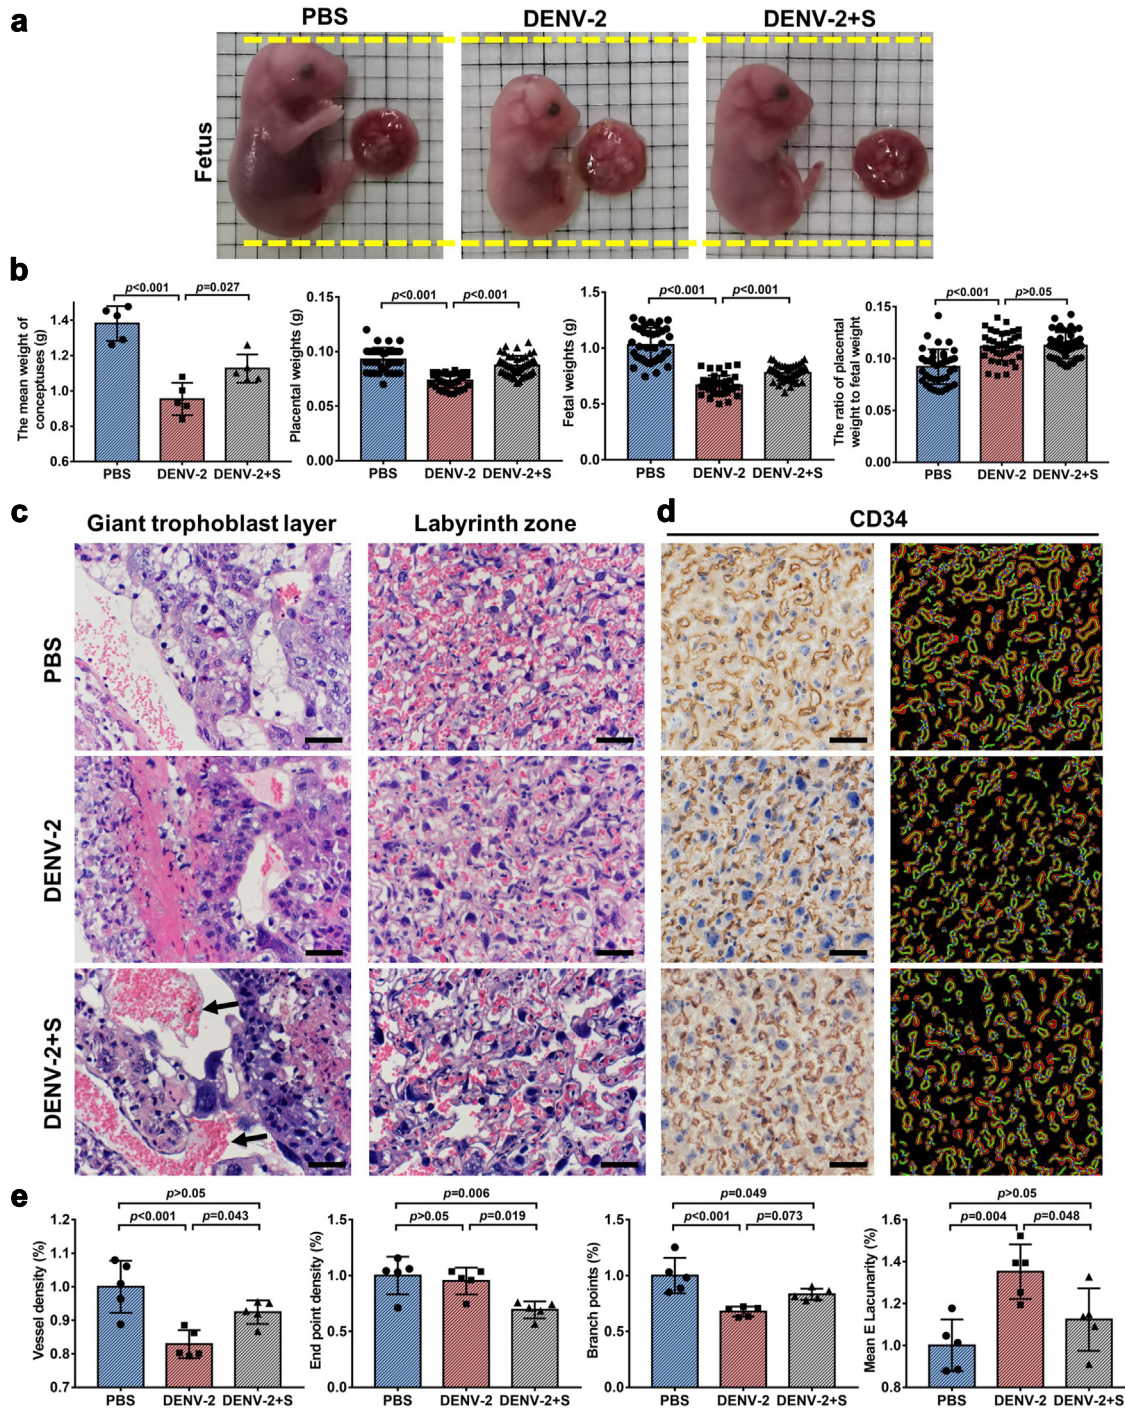 a
PBS
DENV-2
DENV-2+S
Fetus
b
The mean weight of
conceptuses (g)
1.4
1.2
1.0
0.8
0.6
p<0.001
p=0.027
PBS
DENV-2
DENV-2+S
Placental weights (g)
0.15
0.10
0.05
0.00
p<0.001
p<0.001
PBS
DENV-2
DENV-2+S
Fetal weights (g)
1.5
1.0
0.5
0.0
p<0.001
p<0.001
PBS
DENV-2
DENV-2+S
The ratio of placental
weight to fetal weight
0.15
0.10
0.05
0.00
p<0.001
p>0.05
PBS
DENV-2
DENV-2+S
c
Giant trophoblast layer
Labyrinth zone
d
CD34
PBS
DENV-2
DENV-2+S
e
Vessel density (%)
1.2
1.1
1.0
0.9
0.8
0.7
p>0.05
p<0.001
p=0.043
PBS
DENV-2
DENV-2+S
End point density (%)
1.5
1.0
0.5
0.0
p=0.006
p>0.05
p=0.019
PBS
DENV-2
DENV-2+S
Branch points (%)
1.5
1.0
0.5
0.0
p=0.049
p<0.001
p=0.073
PBS
DENV-2
DENV-2+S
Mean E Lacunarity (%)
1.6
1.4
1.2
1.0
0.8
p>0.05
p=0.004
p=0.048
PBS
DENV-2
DENV-2+S